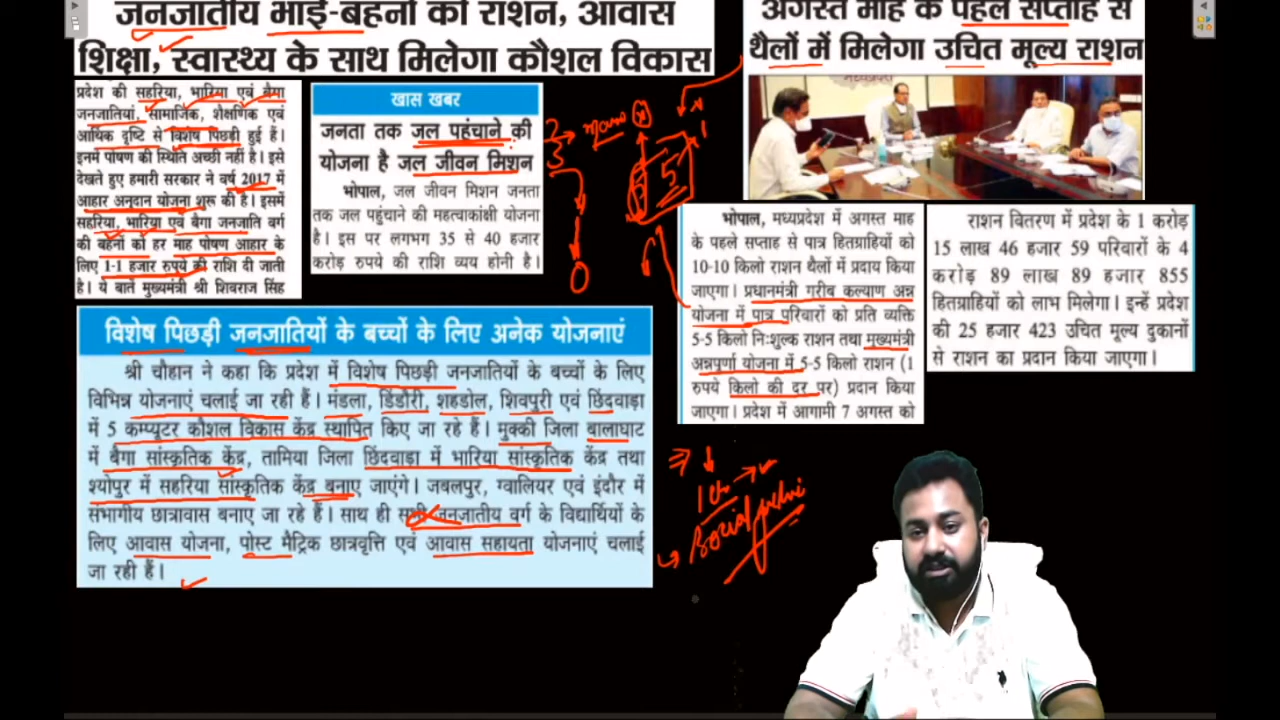 जनजातीय भाई-बहनों को राशन, आवास
शिक्षा, स्वास्थ्य के साथ मिलेगा कौशल विकास
प्रदेश की सहरिया, भारिया एवं बैगा
जनजातियां, सामाजिक, शैक्षणिक एवं
आर्थिक दृष्टि से विशेष पिछड़ी हुई हैं।
इनमें पोषण की स्थिति अच्छी नहीं है। इसे
देखते हुए हमारी सरकार ने वर्ष 2017 में
आहार अनुदान योजना शुरू की है। इसमें
सहरिया, भारिया एवं बैगा जनजाति वर्ग
की बहनों को हर माह पोषण आहार के
लिए 1-1 हजार रुपये की राशि दी जाती
है। ये बातें मुख्यमंत्री श्री शिवराज सिंह
खास खबर
जनता तक जल पहुंचाने की
योजना है जल जीवन मिशन
भोपाल, जल जीवन मिशन जनता
तक जल पहुंचाने की महत्वाकांक्षी योजना
है। इस पर लगभग 35 से 40 हजार
करोड़ रुपये की राशि व्यय होनी है।
विशेष पिछड़ी जनजातियों के बच्चों के लिए अनेक योजनाएं
श्री चौहान ने कहा कि प्रदेश में विशेष पिछड़ी जनजातियों के बच्चों के लिए
विभिन्न योजनाएं चलाई जा रही हैं। मंडला, डिंडौरी, शहडोल, शिवपुरी एवं छिंदवाड़ा
में 5 कम्प्यूटर कौशल विकास केंद्र स्थापित किए जा रहे हैं। मुक्की जिला बालाघाट
में बैगा सांस्कृतिक केंद्र, तामिया जिला छिंदवाड़ा में भारिया सांस्कृतिक केंद्र तथा
श्योपुर में सहरिया सांस्कृतिक केंद्र बनाए जाएंगे। जबलपुर, ग्वालियर एवं इंदौर में
संभागीय छात्रावास बनाए जा रहे हैं। साथ ही सभी जनजातीय वर्ग के विद्यार्थियों के
लिए आवास योजना, पोस्ट मैट्रिक छात्रवृत्ति एवं आवास सहायता योजनाएं चलाई
जा रही हैं।
अगस्त माह के पहले सप्ताह से
थैलों में मिलेगा उचित मूल्य राशन
भोपाल, मध्यप्रदेश में अगस्त माह
के पहले सप्ताह से पात्र हितग्राहियों को
10-10 किलो राशन थैलों में प्रदाय किया
जाएगा। प्रधानमंत्री गरीब कल्याण अन्न
योजना में पात्र परिवारों को प्रति व्यक्ति
5-5 किलो निःशुल्क राशन तथा मुख्यमंत्री
अन्नपूर्णा योजना में 5-5 किलो राशन (1
रुपये किलो की दर पर) प्रदान किया
जाएगा। प्रदेश में आगामी 7 अगस्त को
राशन वितरण में प्रदेश के 1 करोड़
15 लाख 46 हजार 59 परिवारों के 4
करोड़ 89 लाख 89 हजार 855
हितग्राहियों को लाभ मिलेगा। इन्हें प्रदेश
की 25 हजार 423 उचित मूल्य दुकानों
से राशन का प्रदान किया जाएगा।